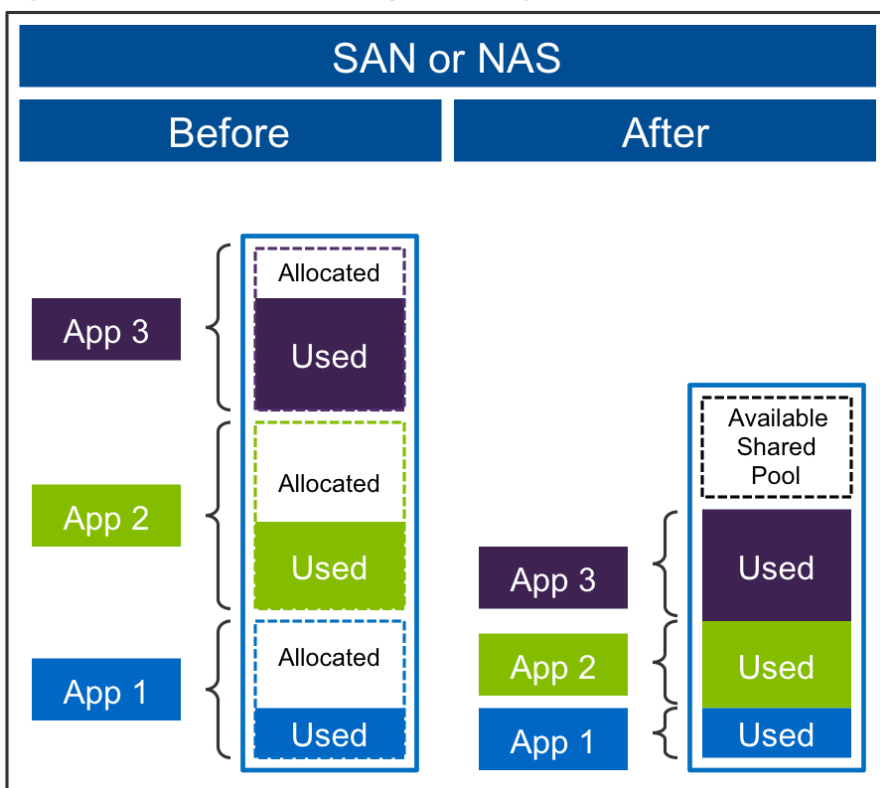 SAN or NAS
Before
After
App 3
Allocated
Used
App 2
Allocated
Used
App 1
Allocated
Used
Available
Shared
Pool
App 3
Used
App 2
Used
App 1
Used